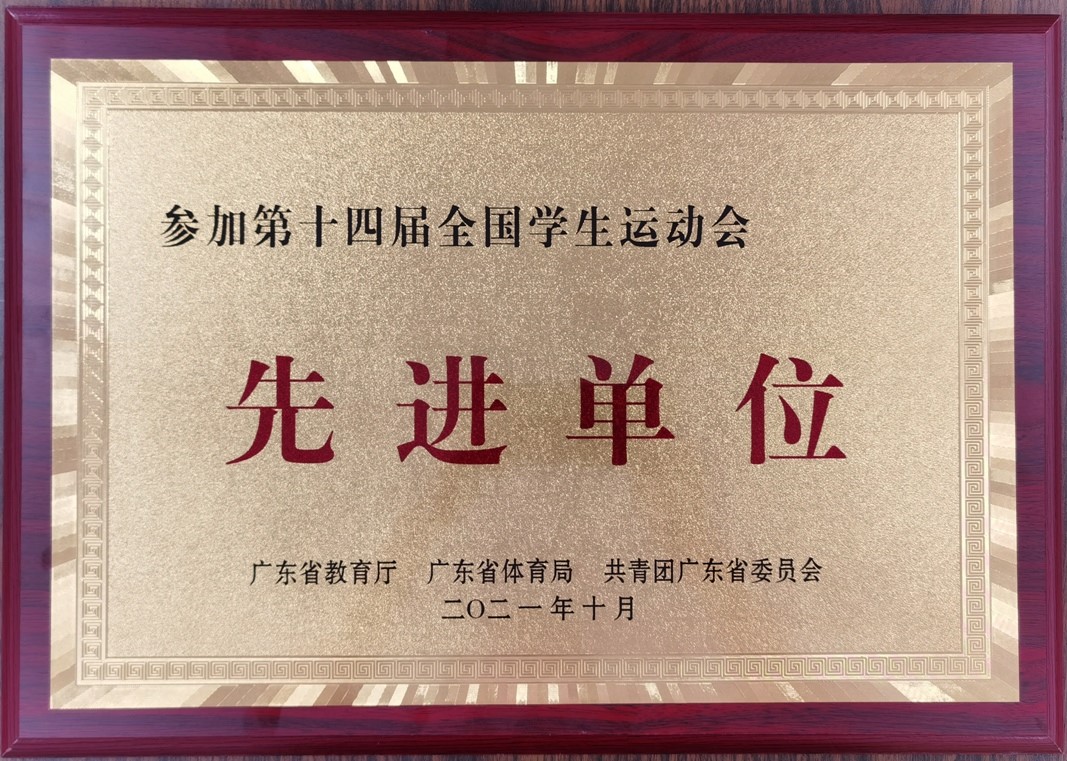 参加第十四届全国学生运动会
先进单位
广东省教育厅 广东省体育局 共青团广东省委员会
二〇二一年十月